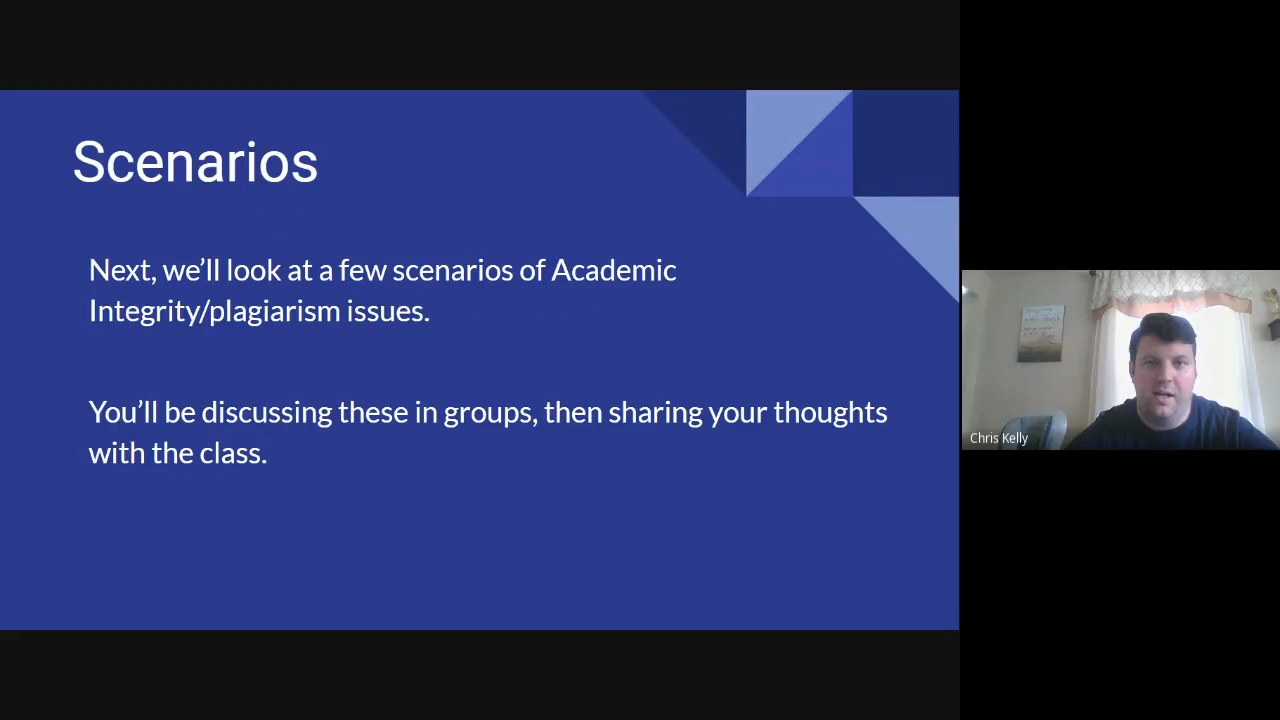 Scenarios
Next, we’ll look at a few scenarios of Academic
Integrity/plagiarism issues.
You’ll be discussing these in groups, then sharing your thoughts
with the class.
Chris Kelly